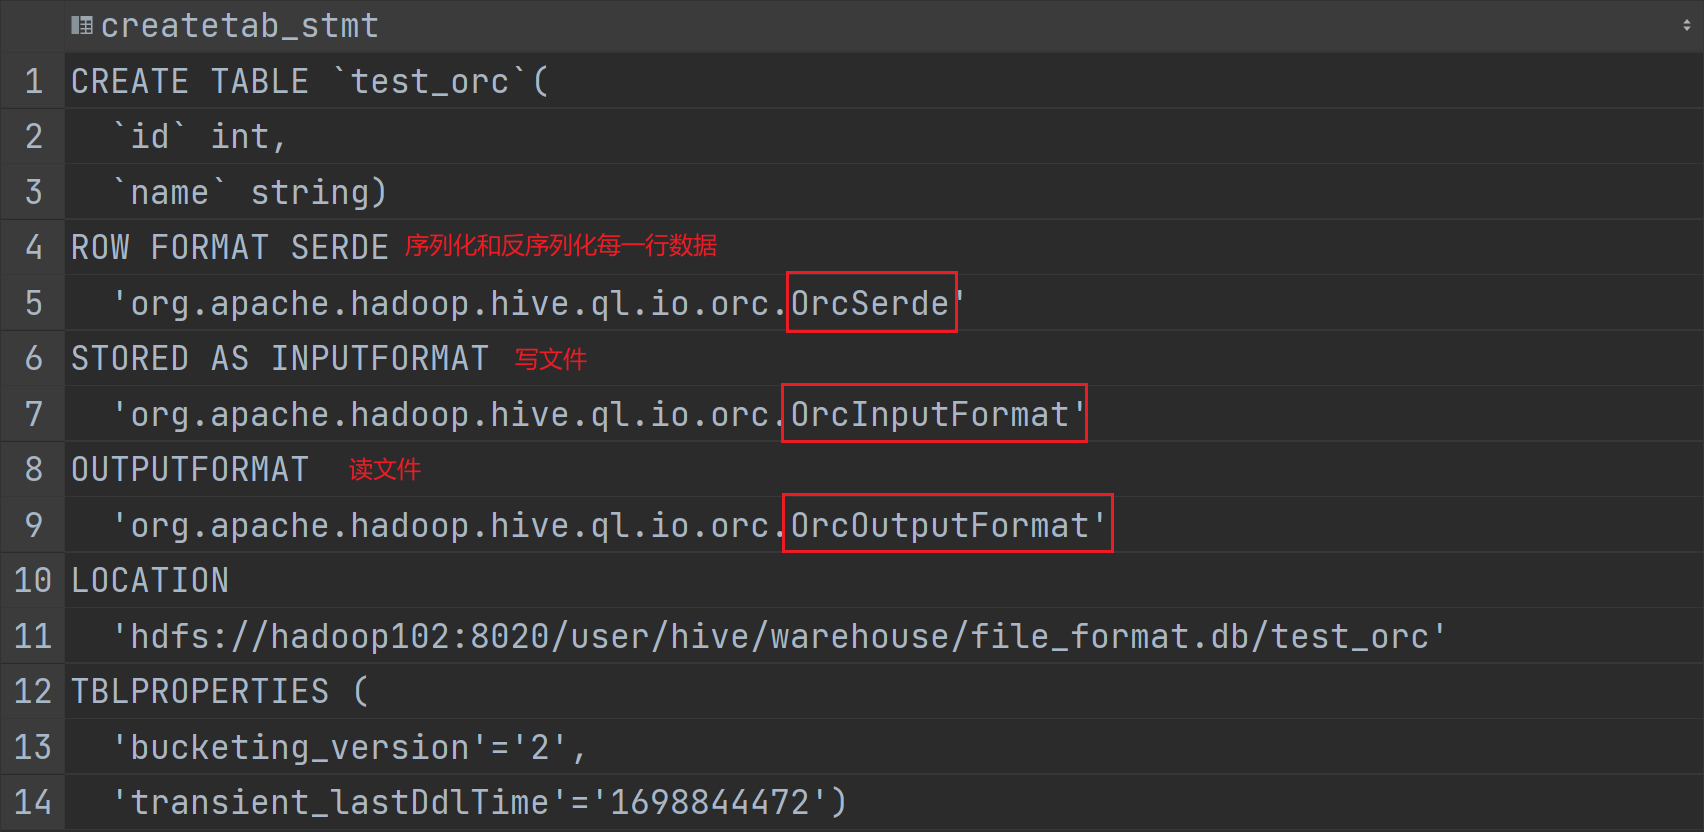 createtab_stmt
1 CREATE TABLE `test_orc`(
2 `id` int,
3 `name` string)
4 ROW FORMAT SERDE 序列化和反序列化每一行数据
5 'org.apache.hadoop.hive.ql.io.orc.OrcSerde'
6 STORED AS INPUTFORMAT 写文件
7 'org.apache.hadoop.hive.ql.io.orc.OrcInputFormat'
8 OUTPUTFORMAT 读文件
9 'org.apache.hadoop.hive.ql.io.orc.OrcOutputFormat'
10 LOCATION
11 'hdfs://hadoop102:8020/user/hive/warehouse/file_format.db/test_orc'
12 TBLPROPERTIES (
13 'bucketing_version'='2',
14 'transient_lastDdlTime'='1698844472')